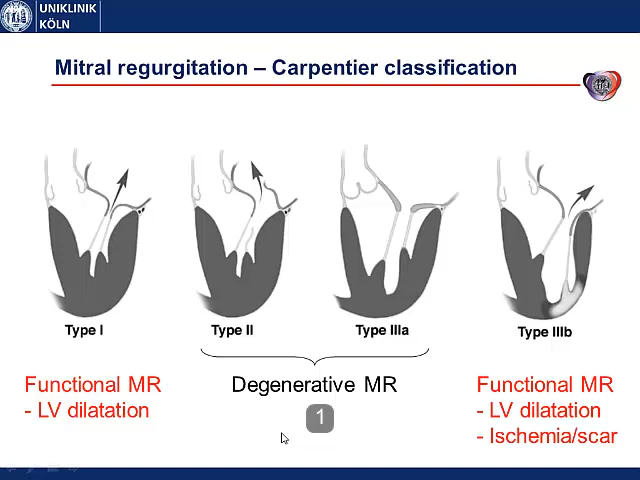 UNIKLINIK
KÖLN
Mitral regurgitation – Carpentier classification
Type I
Type II
Type IIIa
Type IIIb
Functional MR
- LV dilatation
Degenerative MR
1
Functional MR
- LV dilatation
- Ischemia/scar